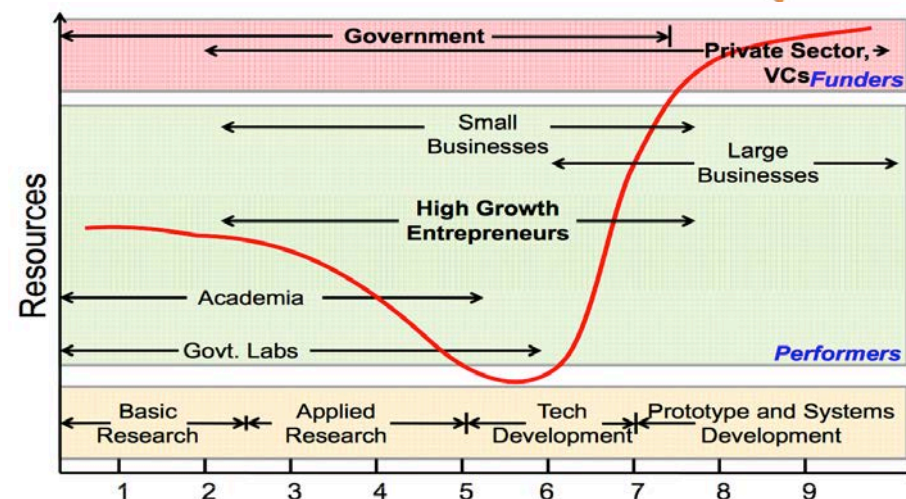 Government
Private Sector,
VCs
Funders
Small
Businesses
Large
Businesses
High Growth
Entrepreneurs
Resources
Academia
Govt. Labs
Performers
Basic
Research
Applied
Research
Tech
Development
Prototype and Systems
Development
1 2 3 4 5 6 7 8 9